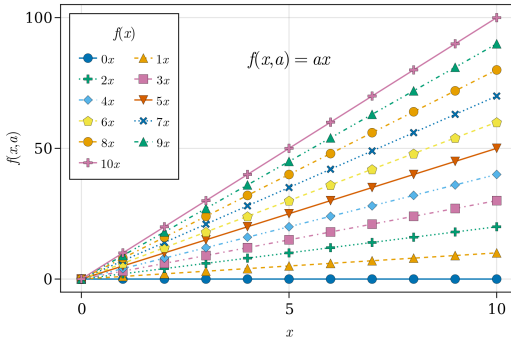 100
50
0
f(x,a)
f(x)
0x 1x
2x 3x
4x 5x
6x 7x
8x 9x
10x
f(x,a) = ax
0 5 10
x